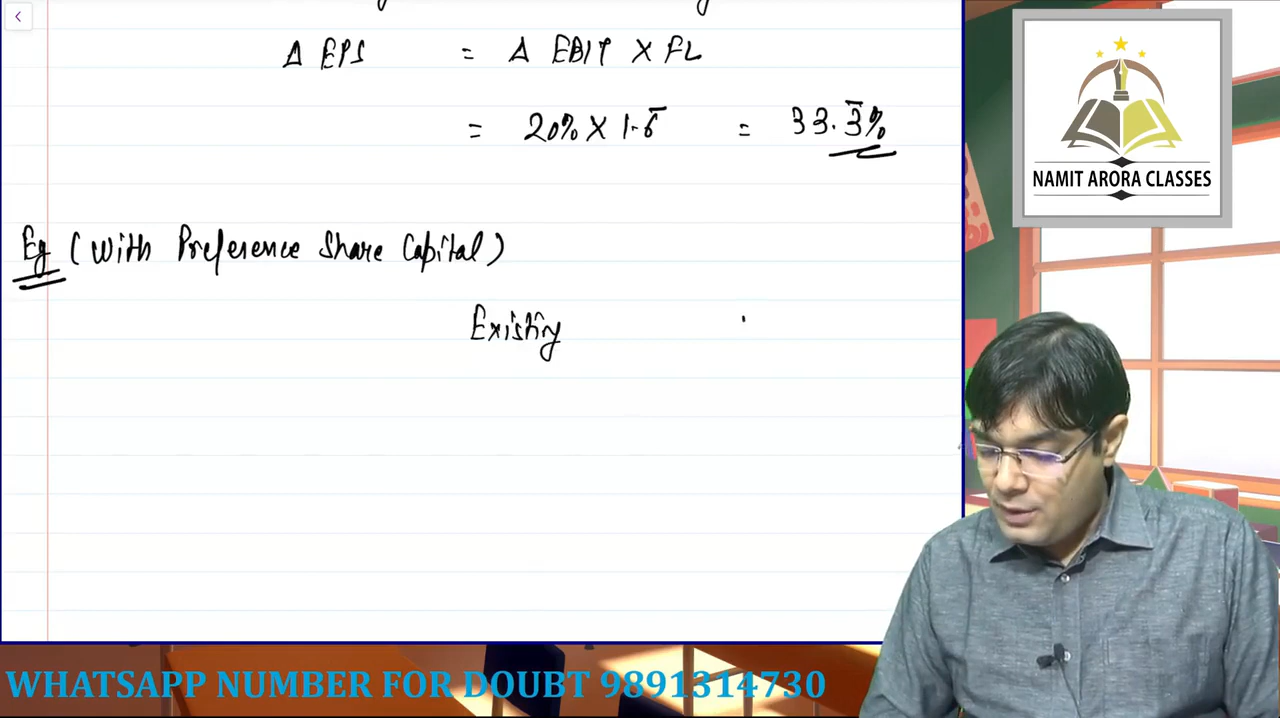 Δ EPS = Δ EBIT X FL
= 20% X 1.6̅ = 33.3̅%
Eg (With Preference Share Capital)
Existing
NAMIT ARORA CLASSES
WHATSAPP NUMBER FOR DOUBT 9891314730